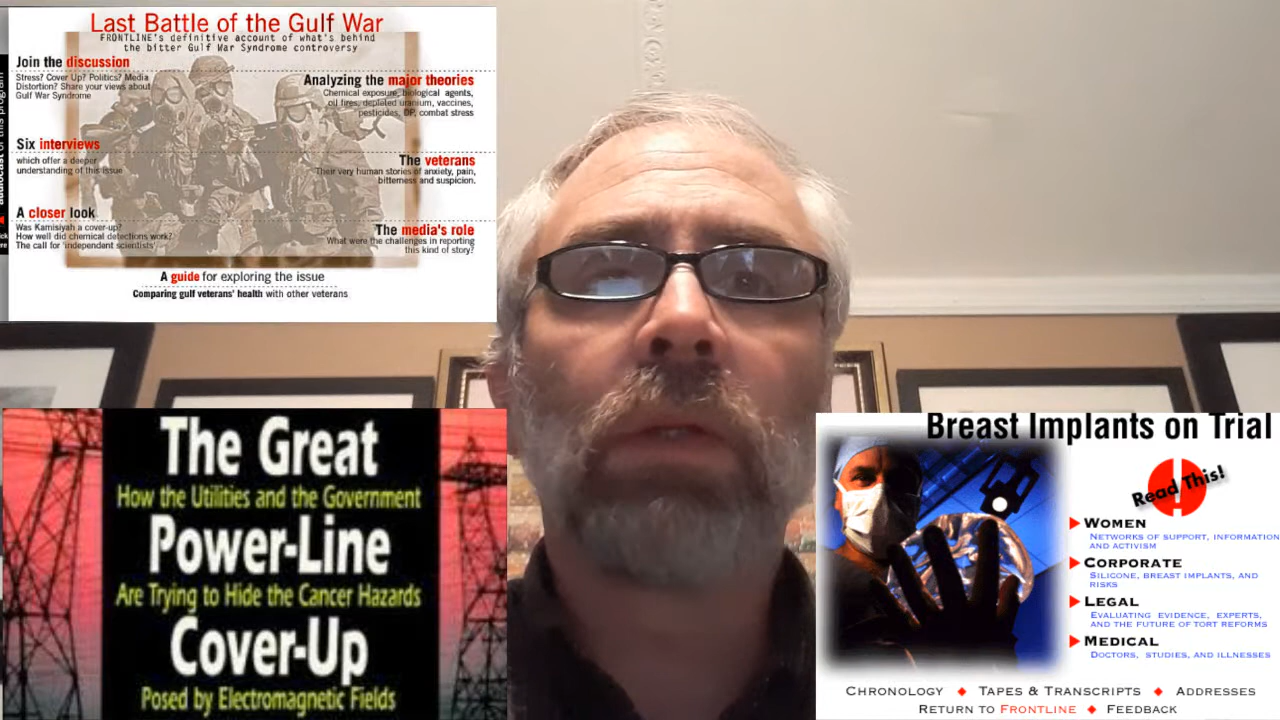 Last Battle of the Gulf War
FRONTLINE's definitive account of what's behind
the bitter Gulf War Syndrome controversy
Join the discussion
Stress? Cover Up? Politics? Media
Distortion? Share your views about
Gulf War Syndrome
Six interviews
which offer a deeper
understanding of this issue
A closer look
Was Kamisiyah a cover-up?
How well did chemical detections work?
The call for 'independent scientists'
Analyzing the major theories
Chemical exposure, biological agents,
oil fires, depleted uranium, vaccines,
pesticides, DP, combat stress
The veterans
Their very human stories of anxiety, pain,
bitterness and suspicion.
The media's role
What were the challenges in reporting
this kind of story?
A guide for exploring the issue
Comparing gulf veterans' health with other veterans
of this program
The Great
How the Utilities and the Government
Power-Line
Are Trying to Hide the Cancer Hazards
Cover-Up
Posed by Electromagnetic Fields
Breast Implants on Trial
Read This!
WOMEN
NETWORKS OF SUPPORT, INFORMATION
AND ACTIVISM
CORPORATE
SILICONE, BREAST IMPLANTS, AND
RISKS
LEGAL
EVALUATING EVIDENCE, EXPERTS,
AND THE FUTURE OF TORT REFORMS
MEDICAL
DOCTORS, STUDIES, AND ILLNESSES
CHRONOLOGY ◆ TAPES & TRANSCRIPTS ◆ ADDRESSES
RETURN TO FRONTLINE ◆ FEEDBACK